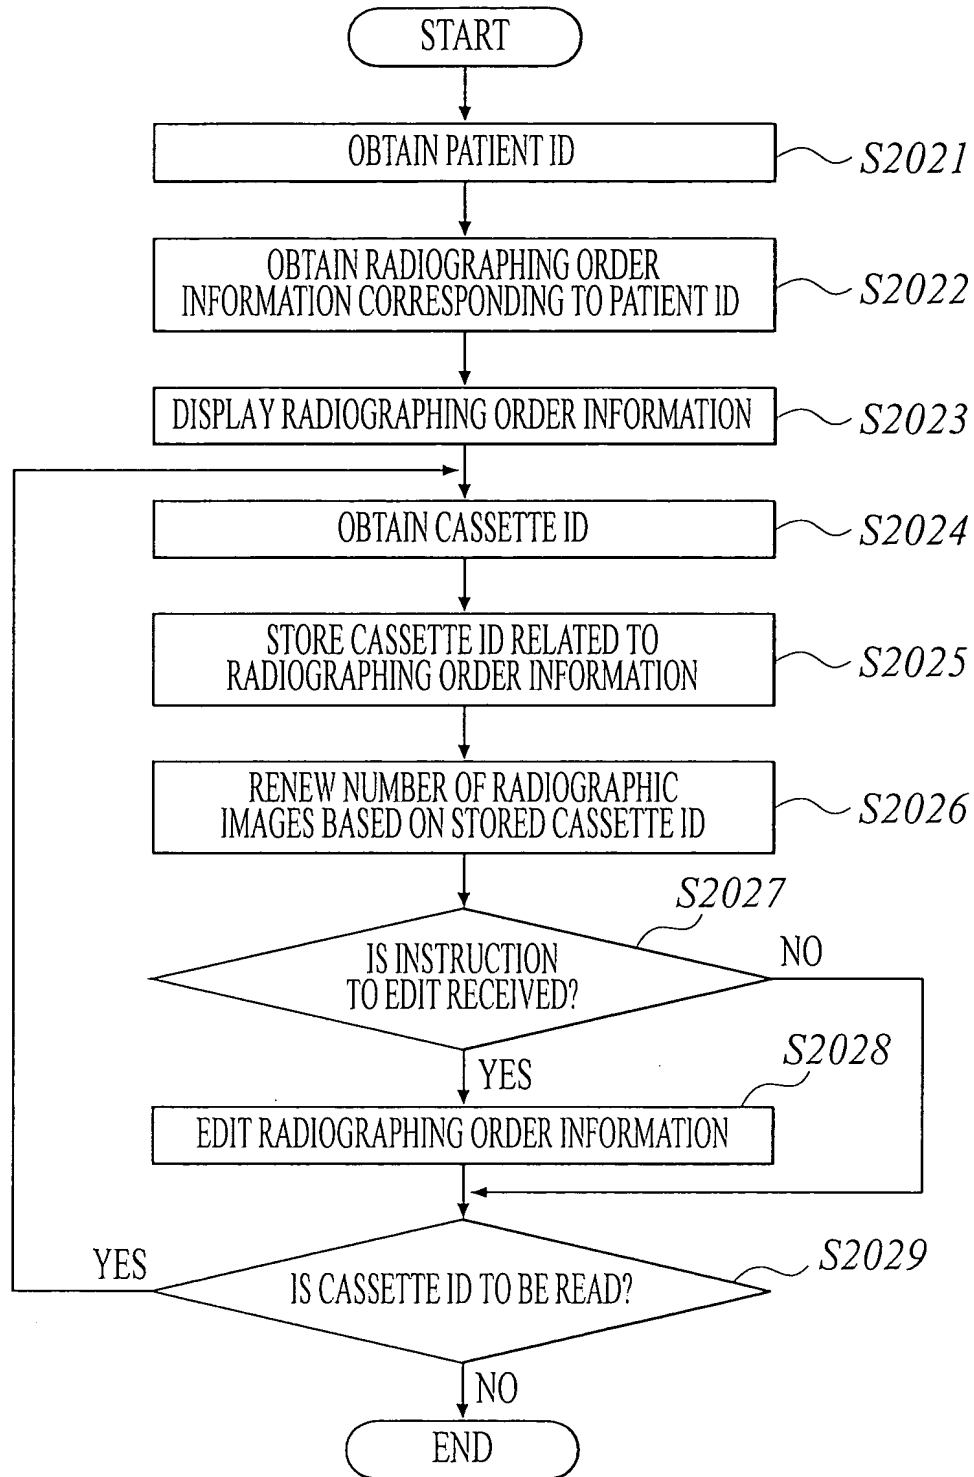 START
OBTAIN PATIENT ID
S2021
OBTAIN RADIOGRAPHING ORDER
INFORMATION CORRESPONDING TO PATIENT ID
S2022
DISPLAY RADIOGRAPHING ORDER INFORMATION
S2023
OBTAIN CASSETTE ID
S2024
STORE CASSETTE ID RELATED TO
RADIOGRAPHING ORDER INFORMATION
S2025
RENEW NUMBER OF RADIOGRAPHIC
IMAGES BASED ON STORED CASSETTE ID
S2026
S2027
IS INSTRUCTION
TO EDIT RECEIVED?
NO
YES
S2028
EDIT RADIOGRAPHING ORDER INFORMATION
YES
S2029
IS CASSETTE ID TO BE READ?
NO
END